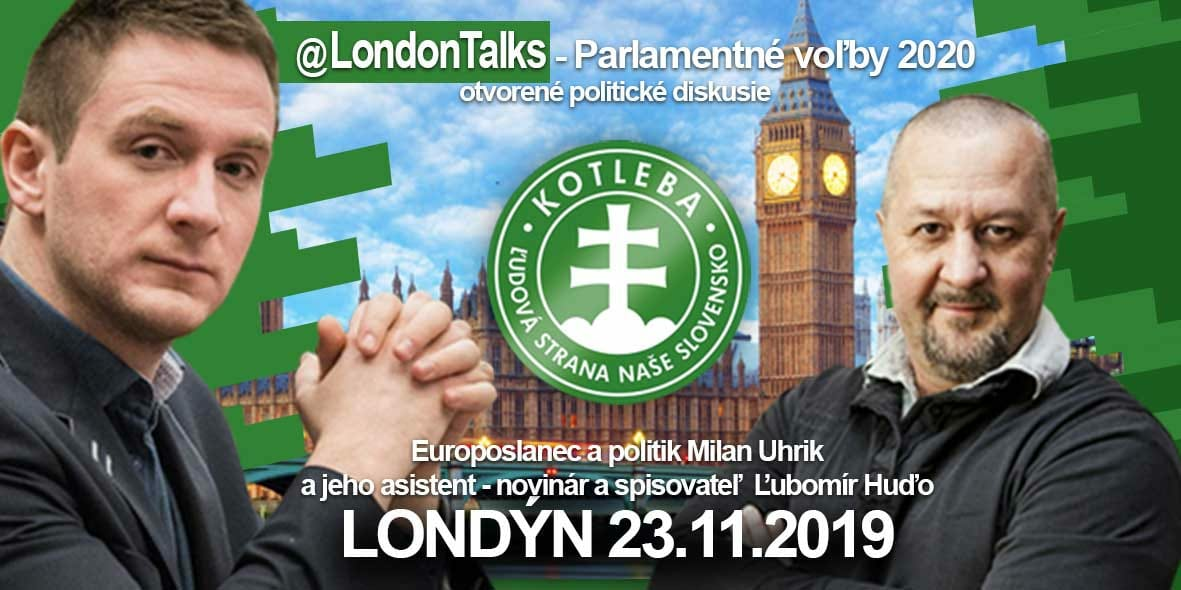 @LondonTalks - Parlamentné voľby 2020
otvorené politické diskusie
• KOTLEBA •
ĽUDOVÁ STRANA NAŠE SLOVENSKO
Europoslanec a politik Milan Uhrik
a jeho asistent - novinár a spisovateľ Ľubomír Huďo
LONDÝN 23.11.2019